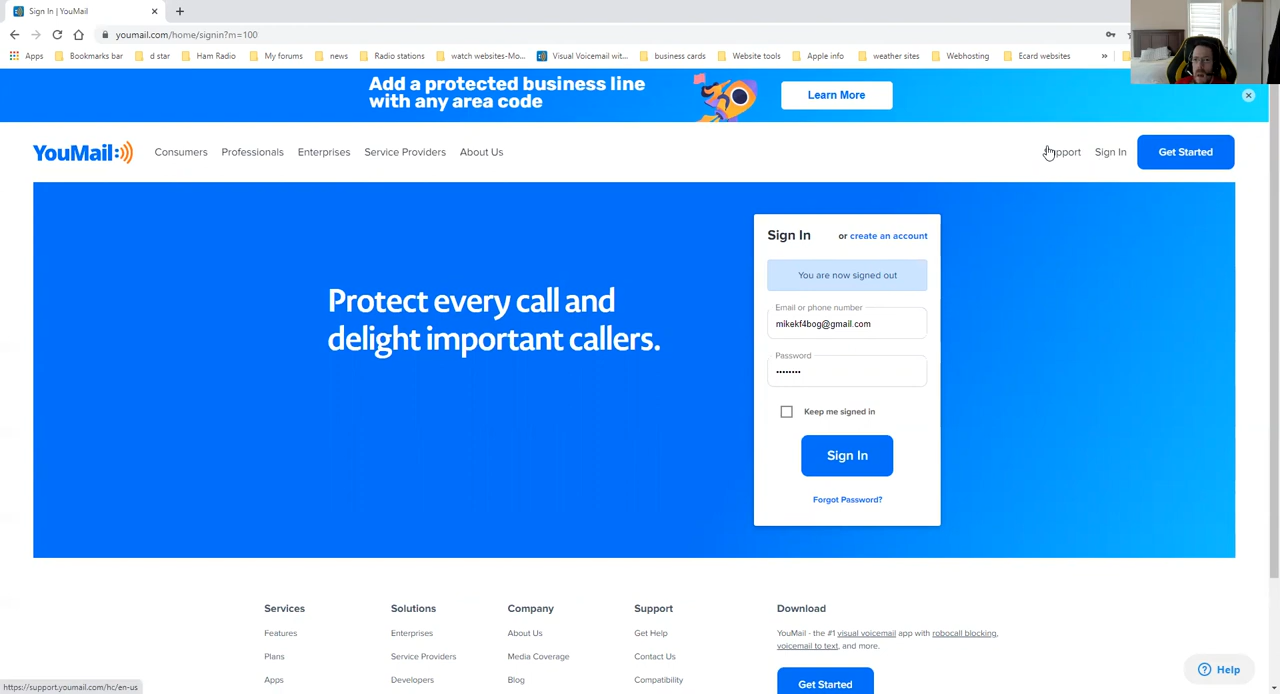 Sign In | YouMail
youmail.com/home/signin?m=100
Apps Bookmarks bar d star Ham Radio My forums news Radio stations watch websites-Mo... Visual Voicemail wit... business cards Website tools Apple info weather sites Webhosting Ecard websites »
Add a protected business line
with any area code
Learn More
YouMail Consumers Professionals Enterprises Service Providers About Us pport Sign In Get Started
Sign In or create an account
You are now signed out
Email or phone number
mikekf4bog@gmail.com
Password
••••••••
Keep me signed in
Sign In
Forgot Password?
Protect every call and
delight important callers.
Services Solutions Company Support Download
Features Enterprises About Us Get Help YouMail - the #1 visual voicemail app with robocall blocking,
voicemail to text, and more.
Plans Service Providers Media Coverage Contact Us
Apps Developers Blog Compatibility Get Started
Help
https://support.youmail.com/hc/en-us